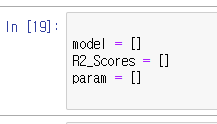 In [19]:
model = []
R2_Scores = []
param = []